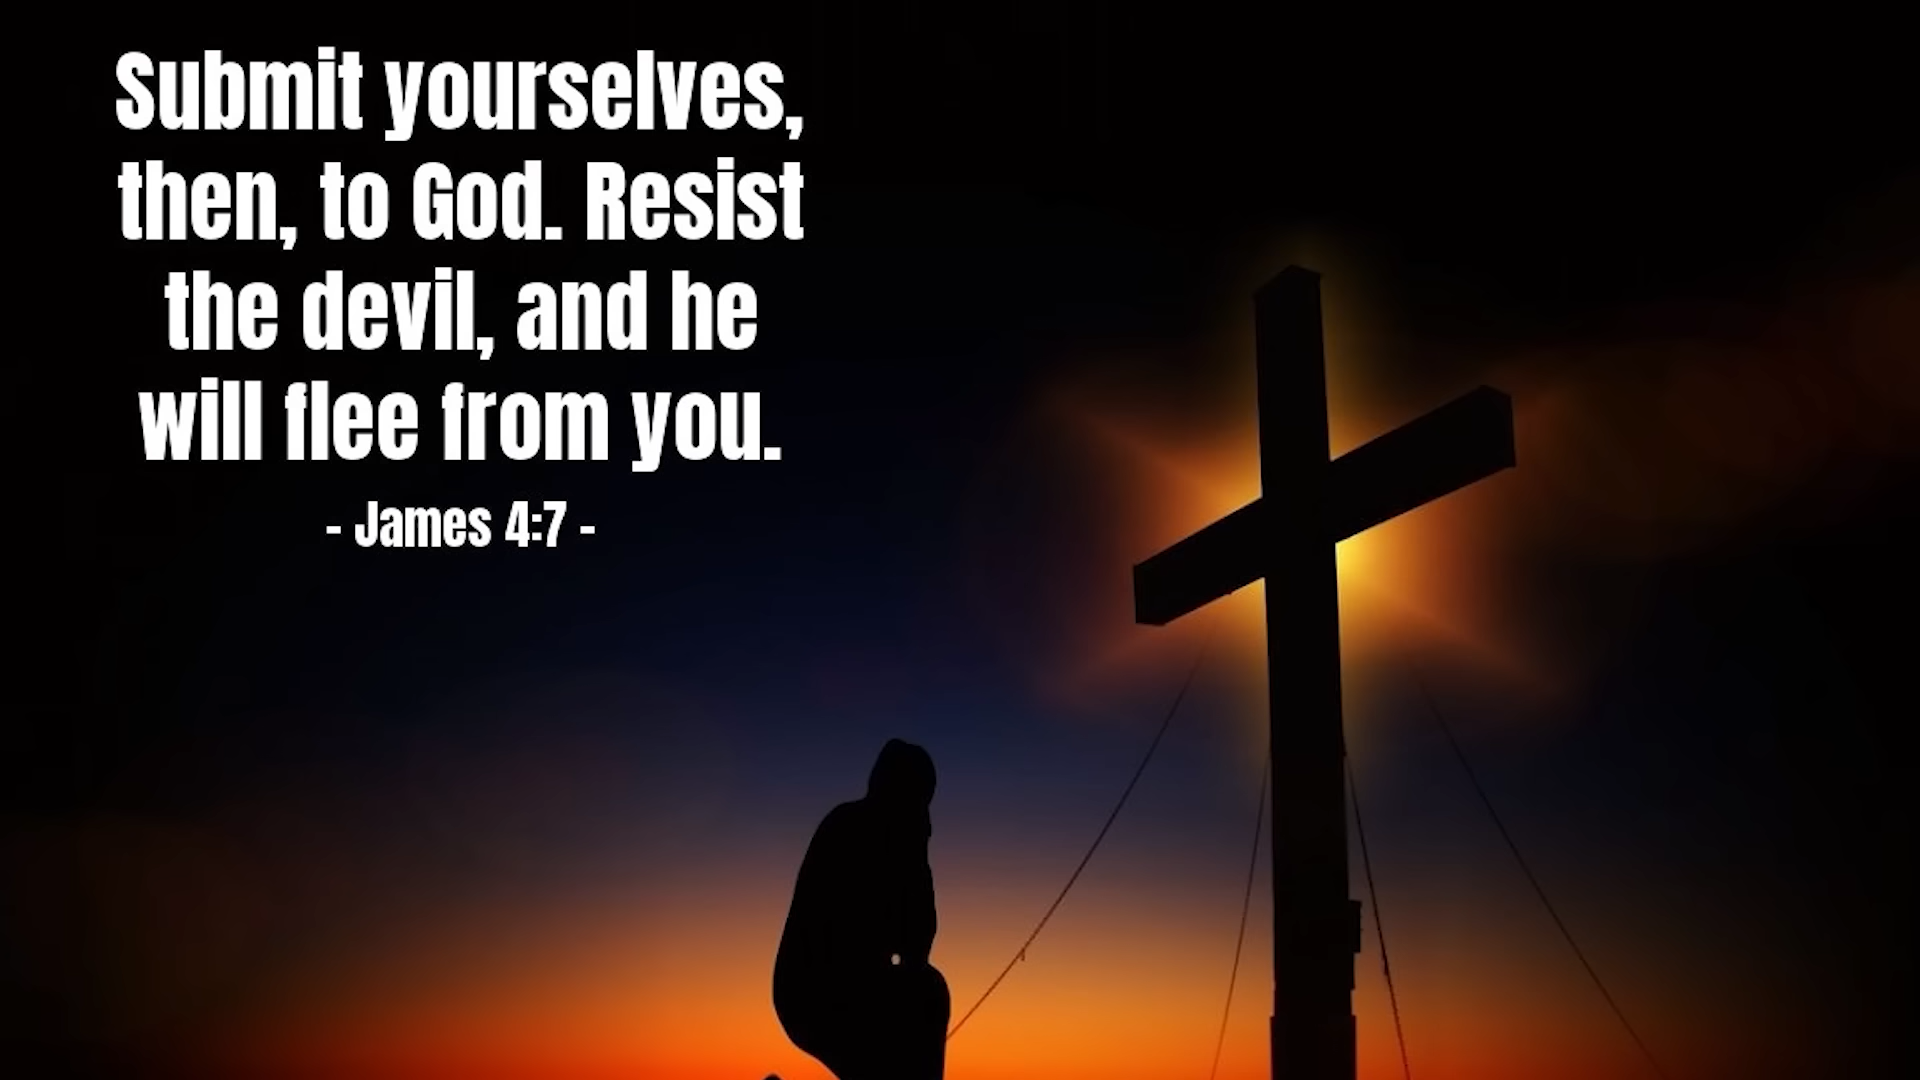 Submit yourselves,
then, to God. Resist
the devil, and he
will flee from you.
- James 4:7 -